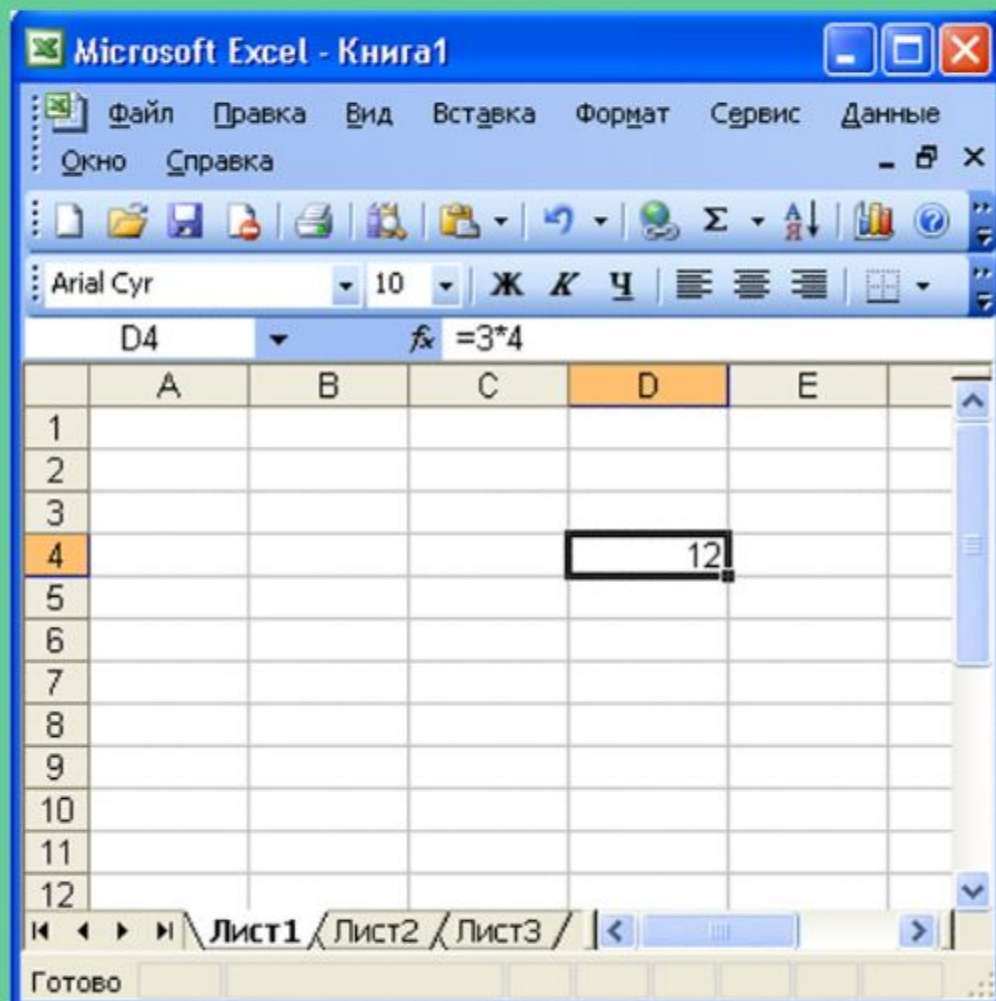 Microsoft Excel - Книга1
Файл Правка Вид Вставка Формат Сервис Данные
Окно Справка
Arial Cyr 10 Ж К Ч
D4 fx =3*4
A B C D E
1
2
3
4 12
5
6
7
8
9
10
11
12
Лист1 Лист2 Лист3
Готово